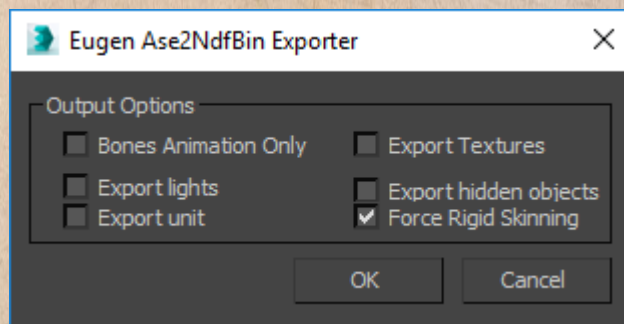 Eugen Ase2NdfBin Exporter
Output Options
Bones Animation Only
Export Textures
Export lights
Export hidden objects
Export unit
Force Rigid Skinning
OK
Cancel